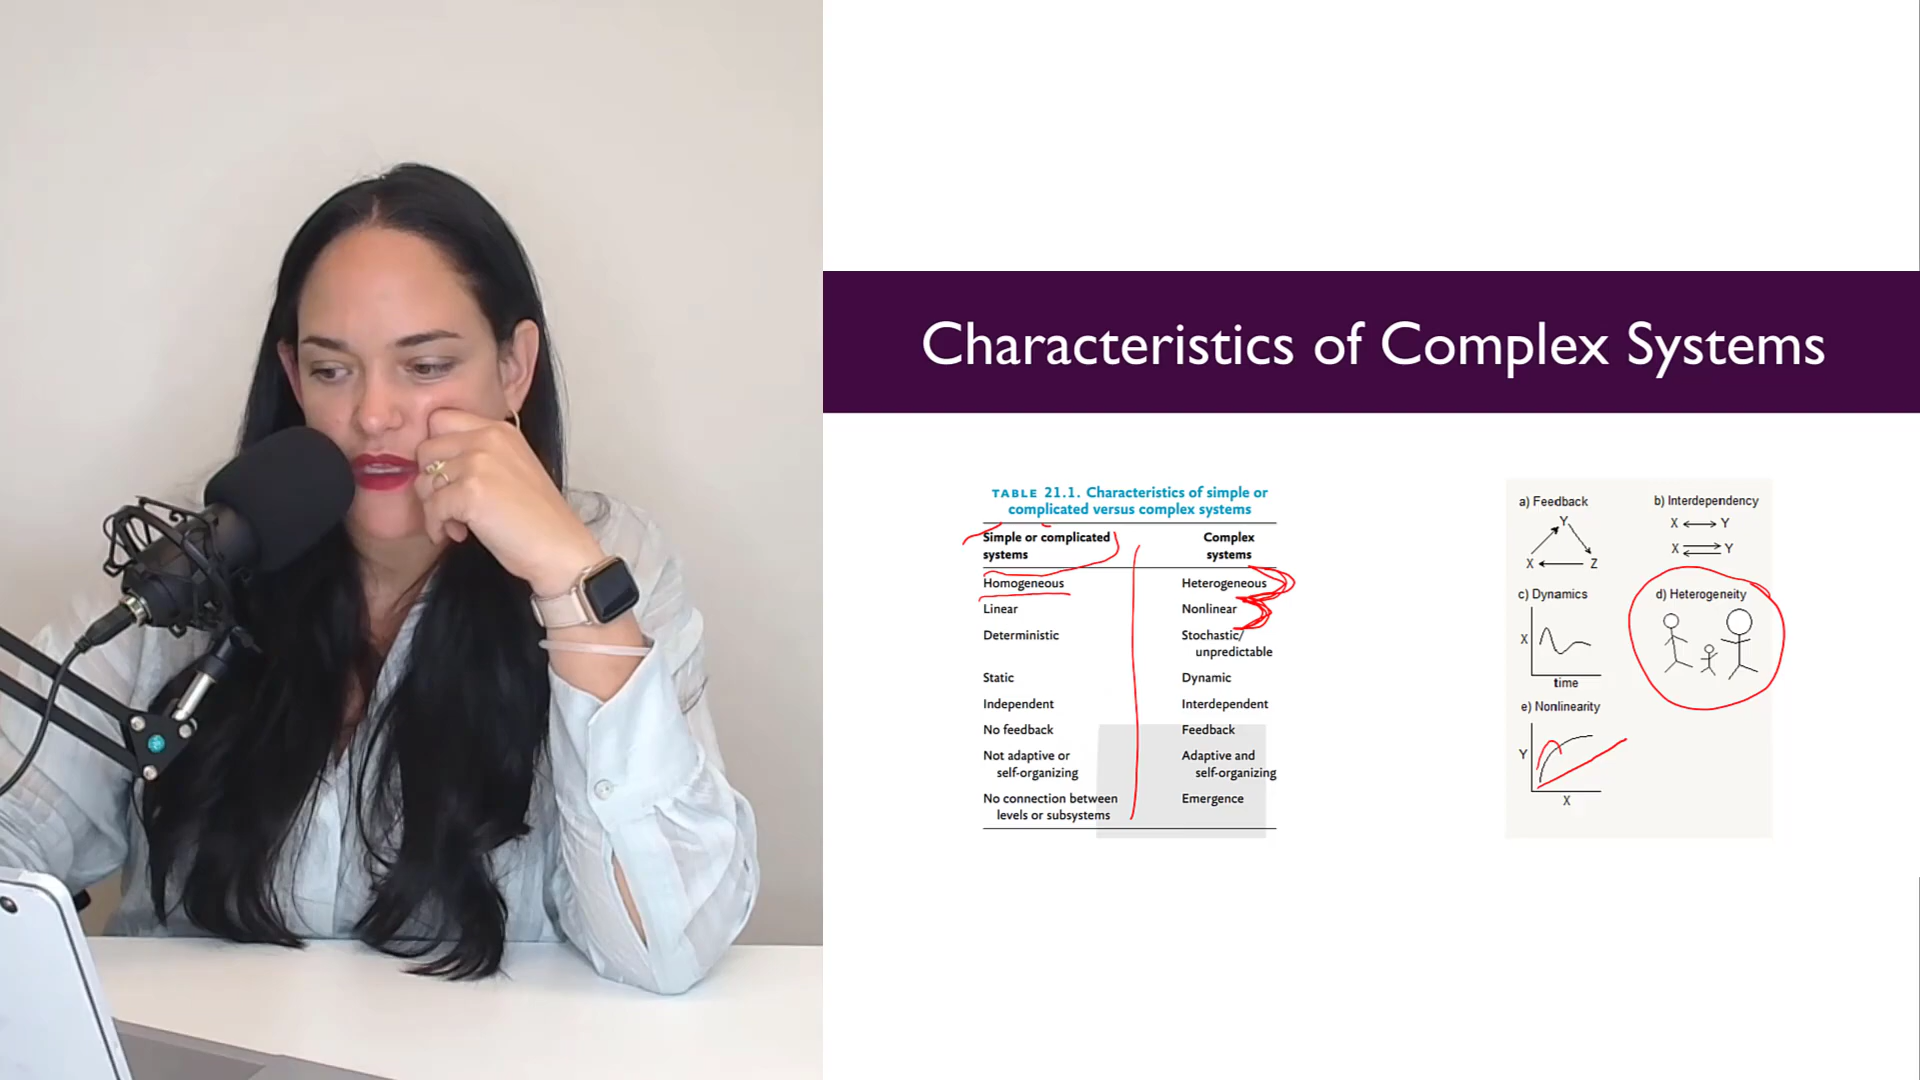 Characteristics of Complex Systems
TABLE 21.1. Characteristics of simple or
complicated versus complex systems
Simple or complicated
systems
Complex
systems
Homogeneous
Heterogeneous
Linear
Nonlinear
Deterministic
Stochastic/
unpredictable
Static
Dynamic
Independent
Interdependent
No feedback
Feedback
Not adaptive or
self-organizing
Adaptive and
self-organizing
No connection between
levels or subsystems
Emergence
a) Feedback
Y
X
Z
b) Interdependency
X Y
X Y
c) Dynamics
X
time
d) Heterogeneity
e) Nonlinearity
Y
X